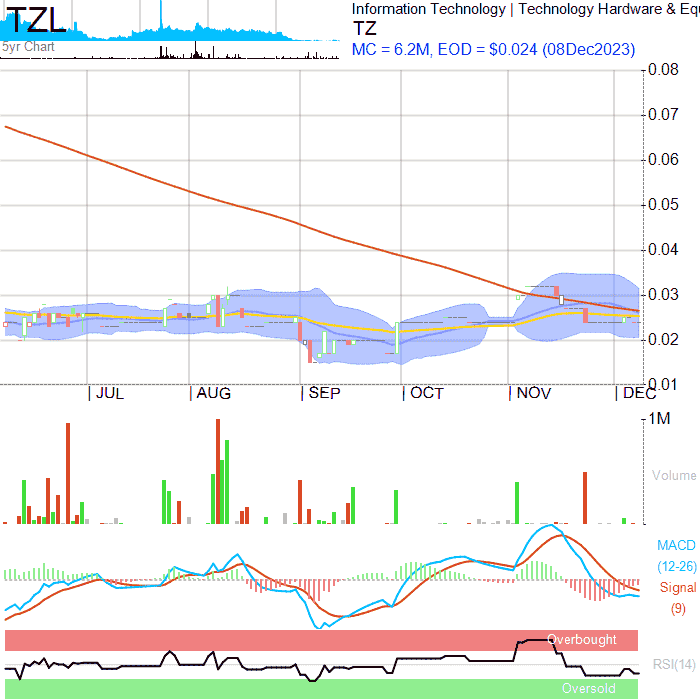 TZL
5yr Chart
Information Technology | Technology Hardware & Equ
TZ
MC = 6.2M, EOD = $0.024 (08Dec2023)
0.08
0.07
0.06
0.05
0.04
0.03
0.02
0.01
JUL AUG SEP OCT NOV DEC
1M
Volume
MACD
(12-26)
Signal
(9)
Overbought
RSI(14)
Oversold